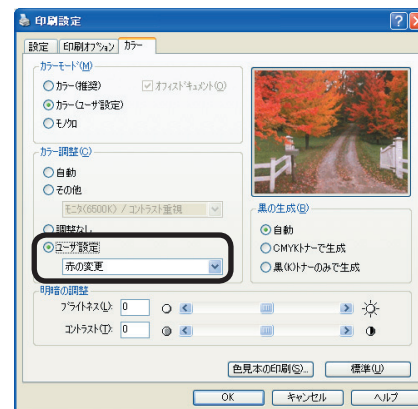 印刷設定
設定 印刷オプション カラー
カラーモード(M)
カラー(推奨) オフィスドキュメント(O)
カラー(ユーザ設定)
モノクロ
カラー調整(C)
自動
その他
モニタ(6500K) / コントラスト重視
調整なし
ユーザ設定
赤の変更
黒の生成(B)
自動
CMYKトナーで生成
黒(K)トナーのみで生成
明暗の調整
ブライトネス(L): 0
コントラスト(T): 0
色見本の印刷(S)... 標準(U)
OK キャンセル ヘルプ